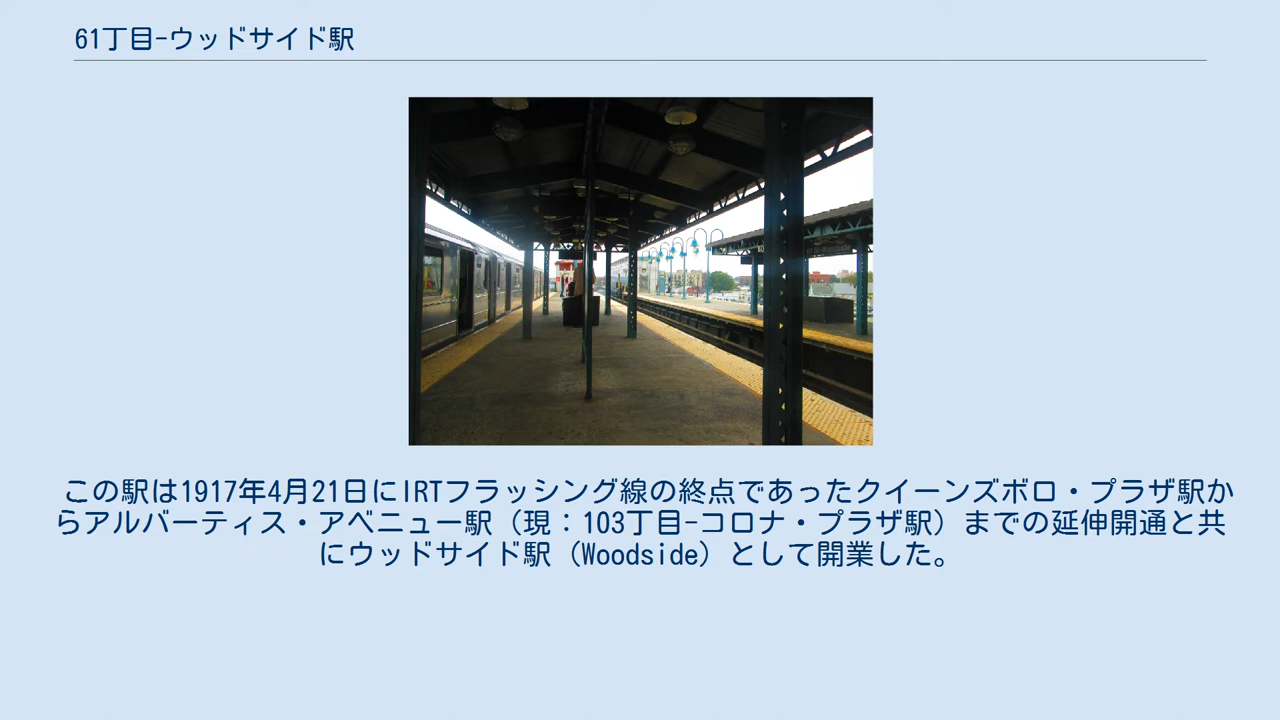 61丁目-ウッドサイド駅
この駅は1917年4月21日にIRTフラッシング線の終点であったクイーンズボロ・プラザ駅か
らアルバーティス・アベニュー駅（現：103丁目-コロナ・プラザ駅）までの延伸開通と共
にウッドサイド駅（Woodside）として開業した。